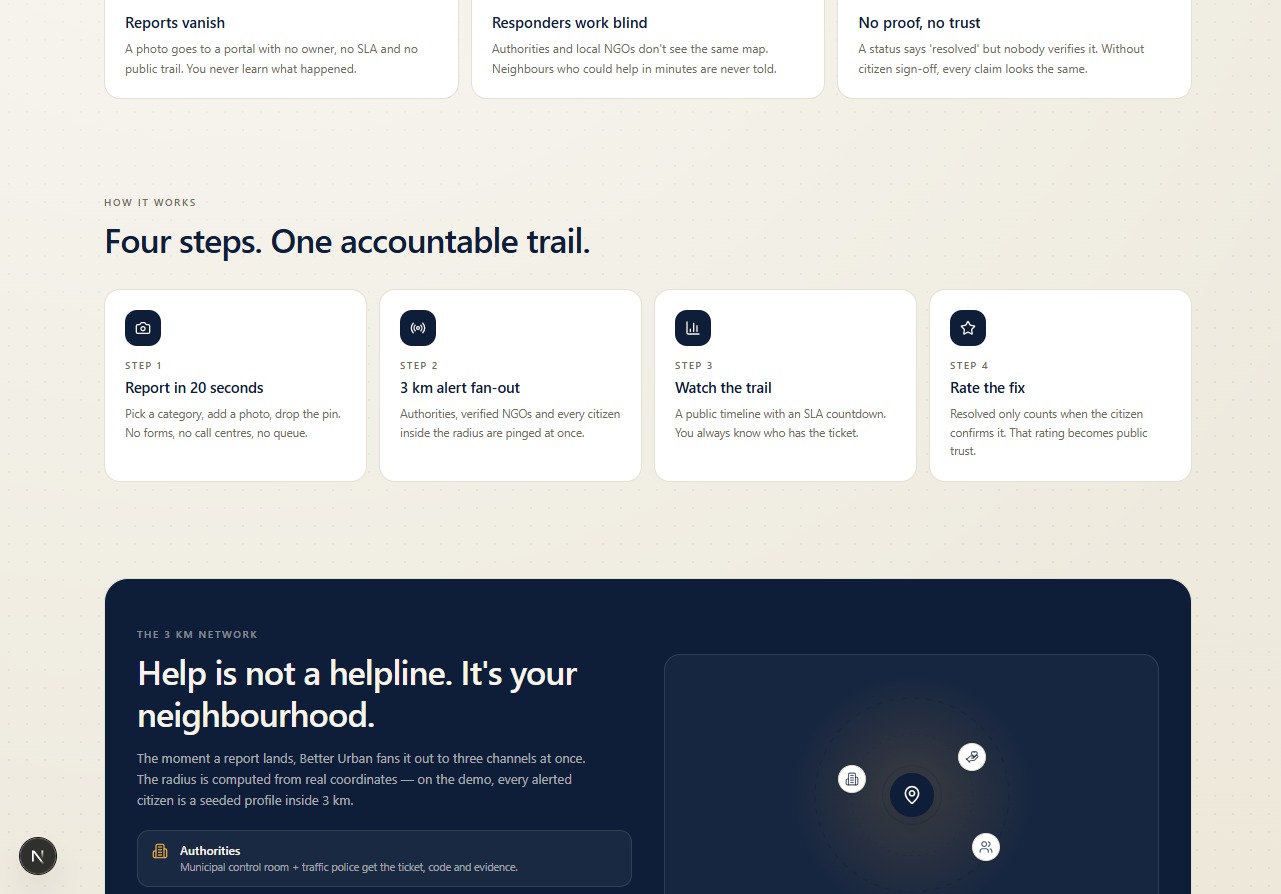 Reports vanish
A photo goes to a portal with no owner, no SLA and no
public trail. You never learn what happened.
Responders work blind
Authorities and local NGOs don't see the same map.
Neighbours who could help in minutes are never told.
No proof, no trust
A status says 'resolved' but nobody verifies it. Without
citizen sign-off, every claim looks the same.
HOW IT WORKS
Four steps. One accountable trail.
STEP 1
Report in 20 seconds
Pick a category, add a photo, drop the pin.
No forms, no call centres, no queue.
STEP 2
3 km alert fan-out
Authorities, verified NGOs and every citizen
inside the radius are pinged at once.
STEP 3
Watch the trail
A public timeline with an SLA countdown.
You always know who has the ticket.
STEP 4
Rate the fix
Resolved only counts when the citizen
confirms it. That rating becomes public
trust.
THE 3 KM NETWORK
Help is not a helpline. It's your
neighbourhood.
The moment a report lands, Better Urban fans it out to three channels at once.
The radius is computed from real coordinates — on the demo, every alerted
citizen is a seeded profile inside 3 km.
Authorities
Municipal control room + traffic police get the ticket, code and evidence.
N